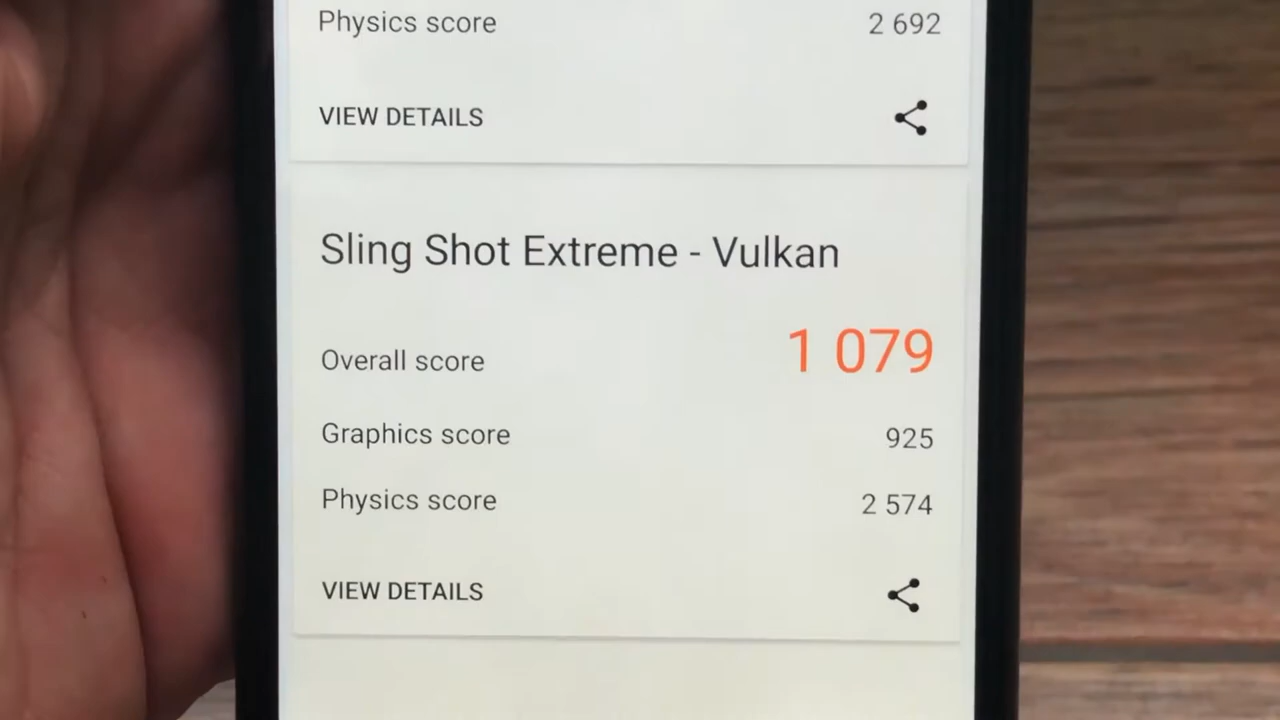 Physics score 2 692
VIEW DETAILS
Sling Shot Extreme - Vulkan
Overall score 1 079
Graphics score 925
Physics score 2 574
VIEW DETAILS